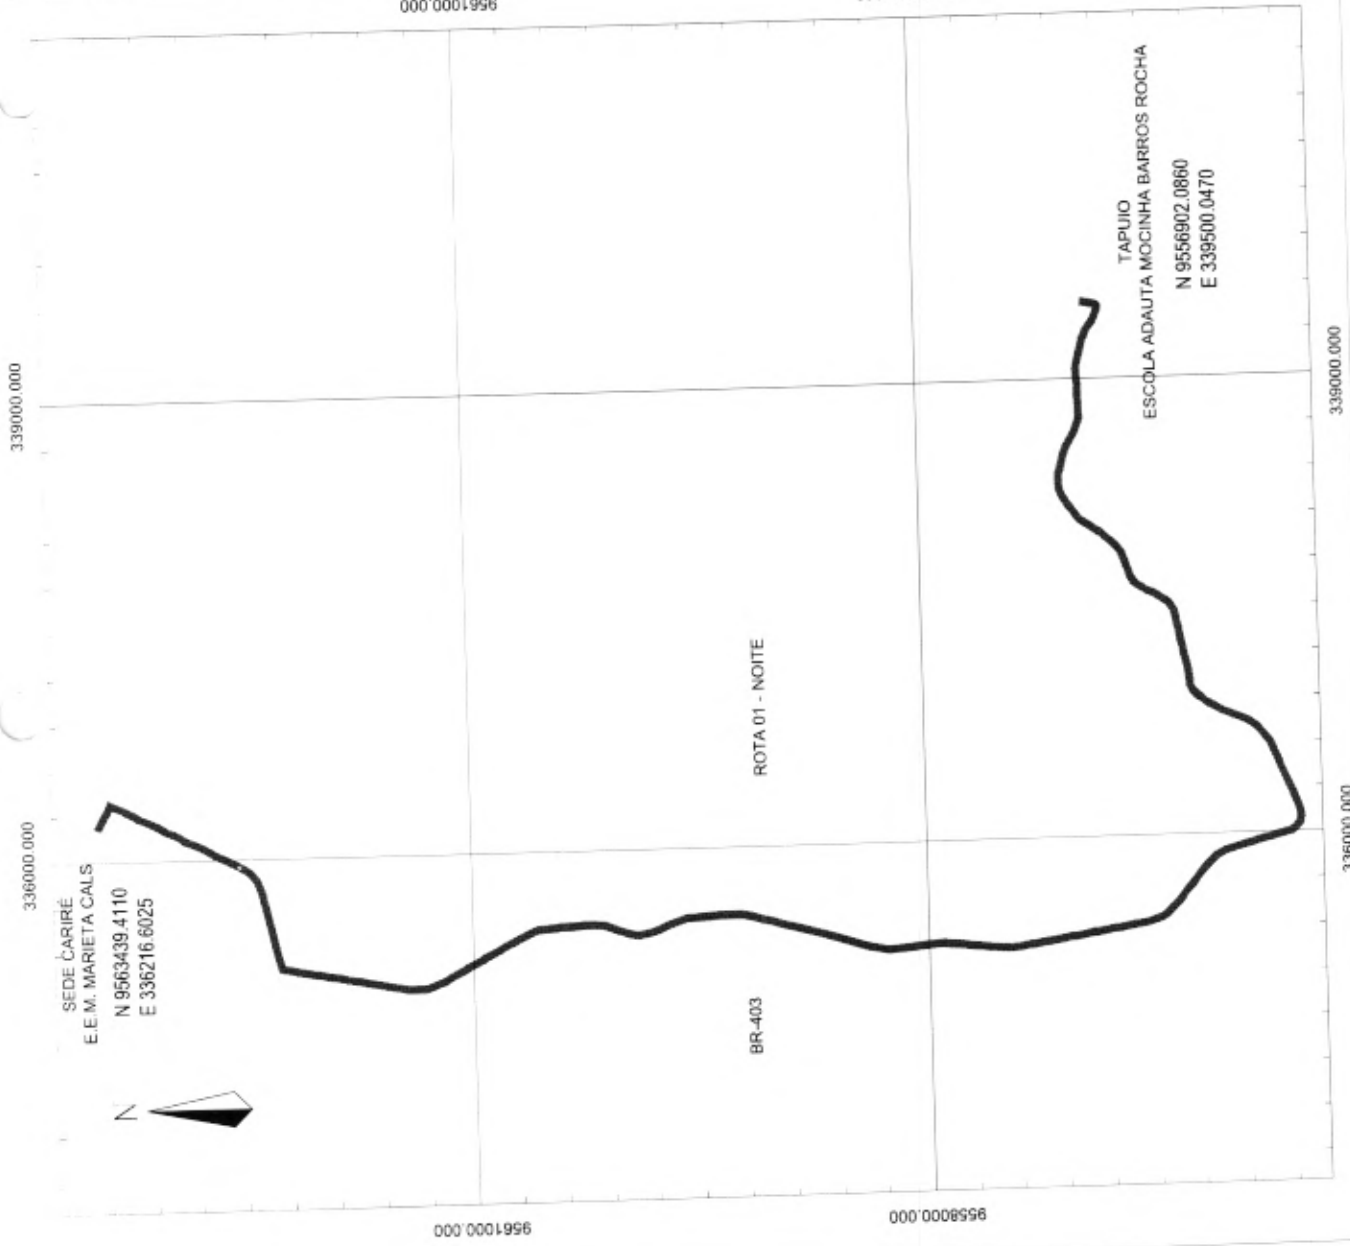 9561000.000
339000.000
336000.000
SEDE CARIRÉ
E.E.M. MARIETA CALS
N 9563439.4110
E 336216.6025
N
TAPUIO
ESCOLA ADAUTA MOCINHA BARROS ROCHA
N 9556902.0860
E 339500.0470
ROTA 01 - NOITE
BR-403
339000.000
336000.000
9561000.000
9558000.000